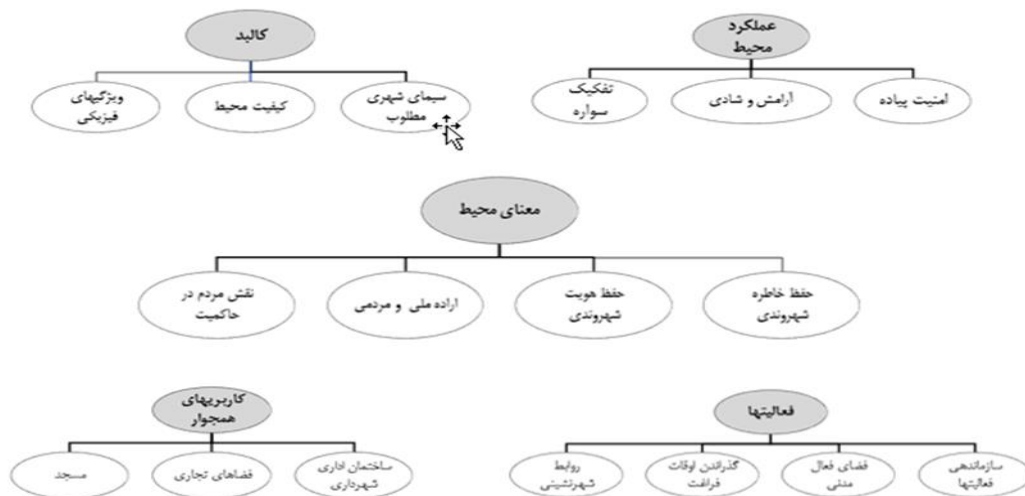 عملکرد
محیط
امنیت پیاده
آرامش و شادی
تفکیک
سواره
کالبد
سیمای شهری
مطلوب
کیفیت محیط
ویژگیهای
فیزیکی
معنای محیط
حفظ خاطره
شهروندی
حفظ هویت
شهروندی
اراده ملی و مردمی
نقش مردم در
حاکمیت
فعالیتها
سازماندهی
فعالیتها
فضای فعال
مدنی
گذراندن اوقات
فراغت
روابط
شهرنشینی
کاربریهای
همجوار
ساختمان اداری
شهرداری
فضاهای تجاری
مسجد